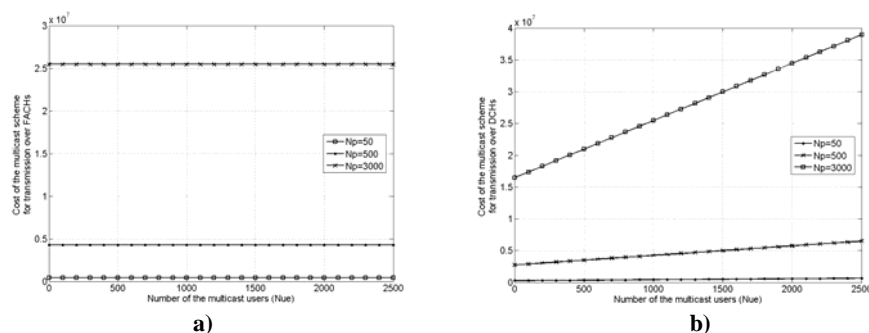 x 10^7
3
2.5
2
1.5
1
0.5
0
Cost of the multicast scheme
for transmission over FACHs
Np=50
Np=500
Np=3000
0 500 1000 1500 2000 2500
Number of the multicast users (Nue)
a)
x 10^7
4
3.5
3
2.5
2
1.5
1
0.5
0
Cost of the multicast scheme
for transmission over DCHs
Np=50
Np=500
Np=3000
0 500 1000 1500 2000 2500
Number of the multicast users (Nue)
b)